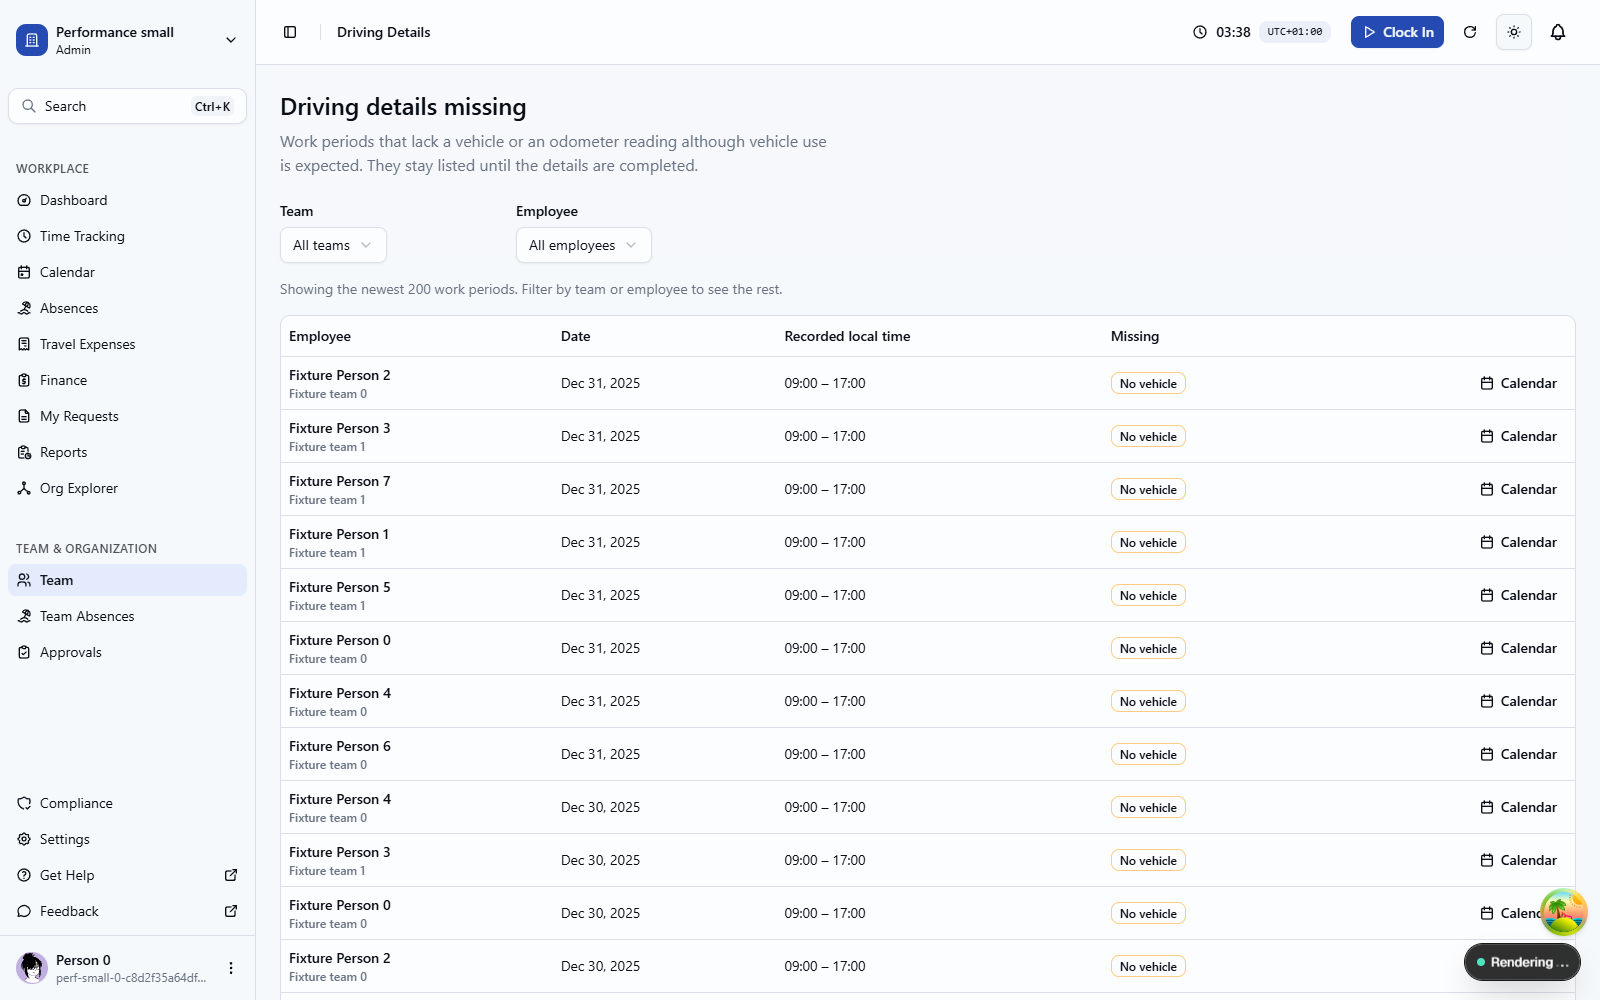 Performance small
Admin
Search
Ctrl+K
WORKPLACE
Dashboard
Time Tracking
Calendar
Absences
Travel Expenses
Finance
My Requests
Reports
Org Explorer
TEAM & ORGANIZATION
Team
Team Absences
Approvals
Compliance
Settings
Get Help
Feedback
Person 0
perf-small-0-c8d2f35a64df...
Driving Details
03:38 UTC+01:00
Clock In
Driving details missing
Work periods that lack a vehicle or an odometer reading although vehicle use
is expected. They stay listed until the details are completed.
Team
All teams
Employee
All employees
Showing the newest 200 work periods. Filter by team or employee to see the rest.
Employee Date Recorded local time Missing
Fixture Person 2 Dec 31, 2025 09:00 – 17:00 No vehicle Calendar
Fixture team 0
Fixture Person 3 Dec 31, 2025 09:00 – 17:00 No vehicle Calendar
Fixture team 1
Fixture Person 7 Dec 31, 2025 09:00 – 17:00 No vehicle Calendar
Fixture team 1
Fixture Person 1 Dec 31, 2025 09:00 – 17:00 No vehicle Calendar
Fixture team 1
Fixture Person 5 Dec 31, 2025 09:00 – 17:00 No vehicle Calendar
Fixture team 1
Fixture Person 0 Dec 31, 2025 09:00 – 17:00 No vehicle Calendar
Fixture team 0
Fixture Person 4 Dec 31, 2025 09:00 – 17:00 No vehicle Calendar
Fixture team 0
Fixture Person 6 Dec 31, 2025 09:00 – 17:00 No vehicle Calendar
Fixture team 0
Fixture Person 4 Dec 30, 2025 09:00 – 17:00 No vehicle Calendar
Fixture team 0
Fixture Person 3 Dec 30, 2025 09:00 – 17:00 No vehicle Calendar
Fixture team 1
Fixture Person 0 Dec 30, 2025 09:00 – 17:00 No vehicle Calend
Fixture team 0
Fixture Person 2 Dec 30, 2025 09:00 – 17:00 No vehicle
Fixture team 0
Rendering ...